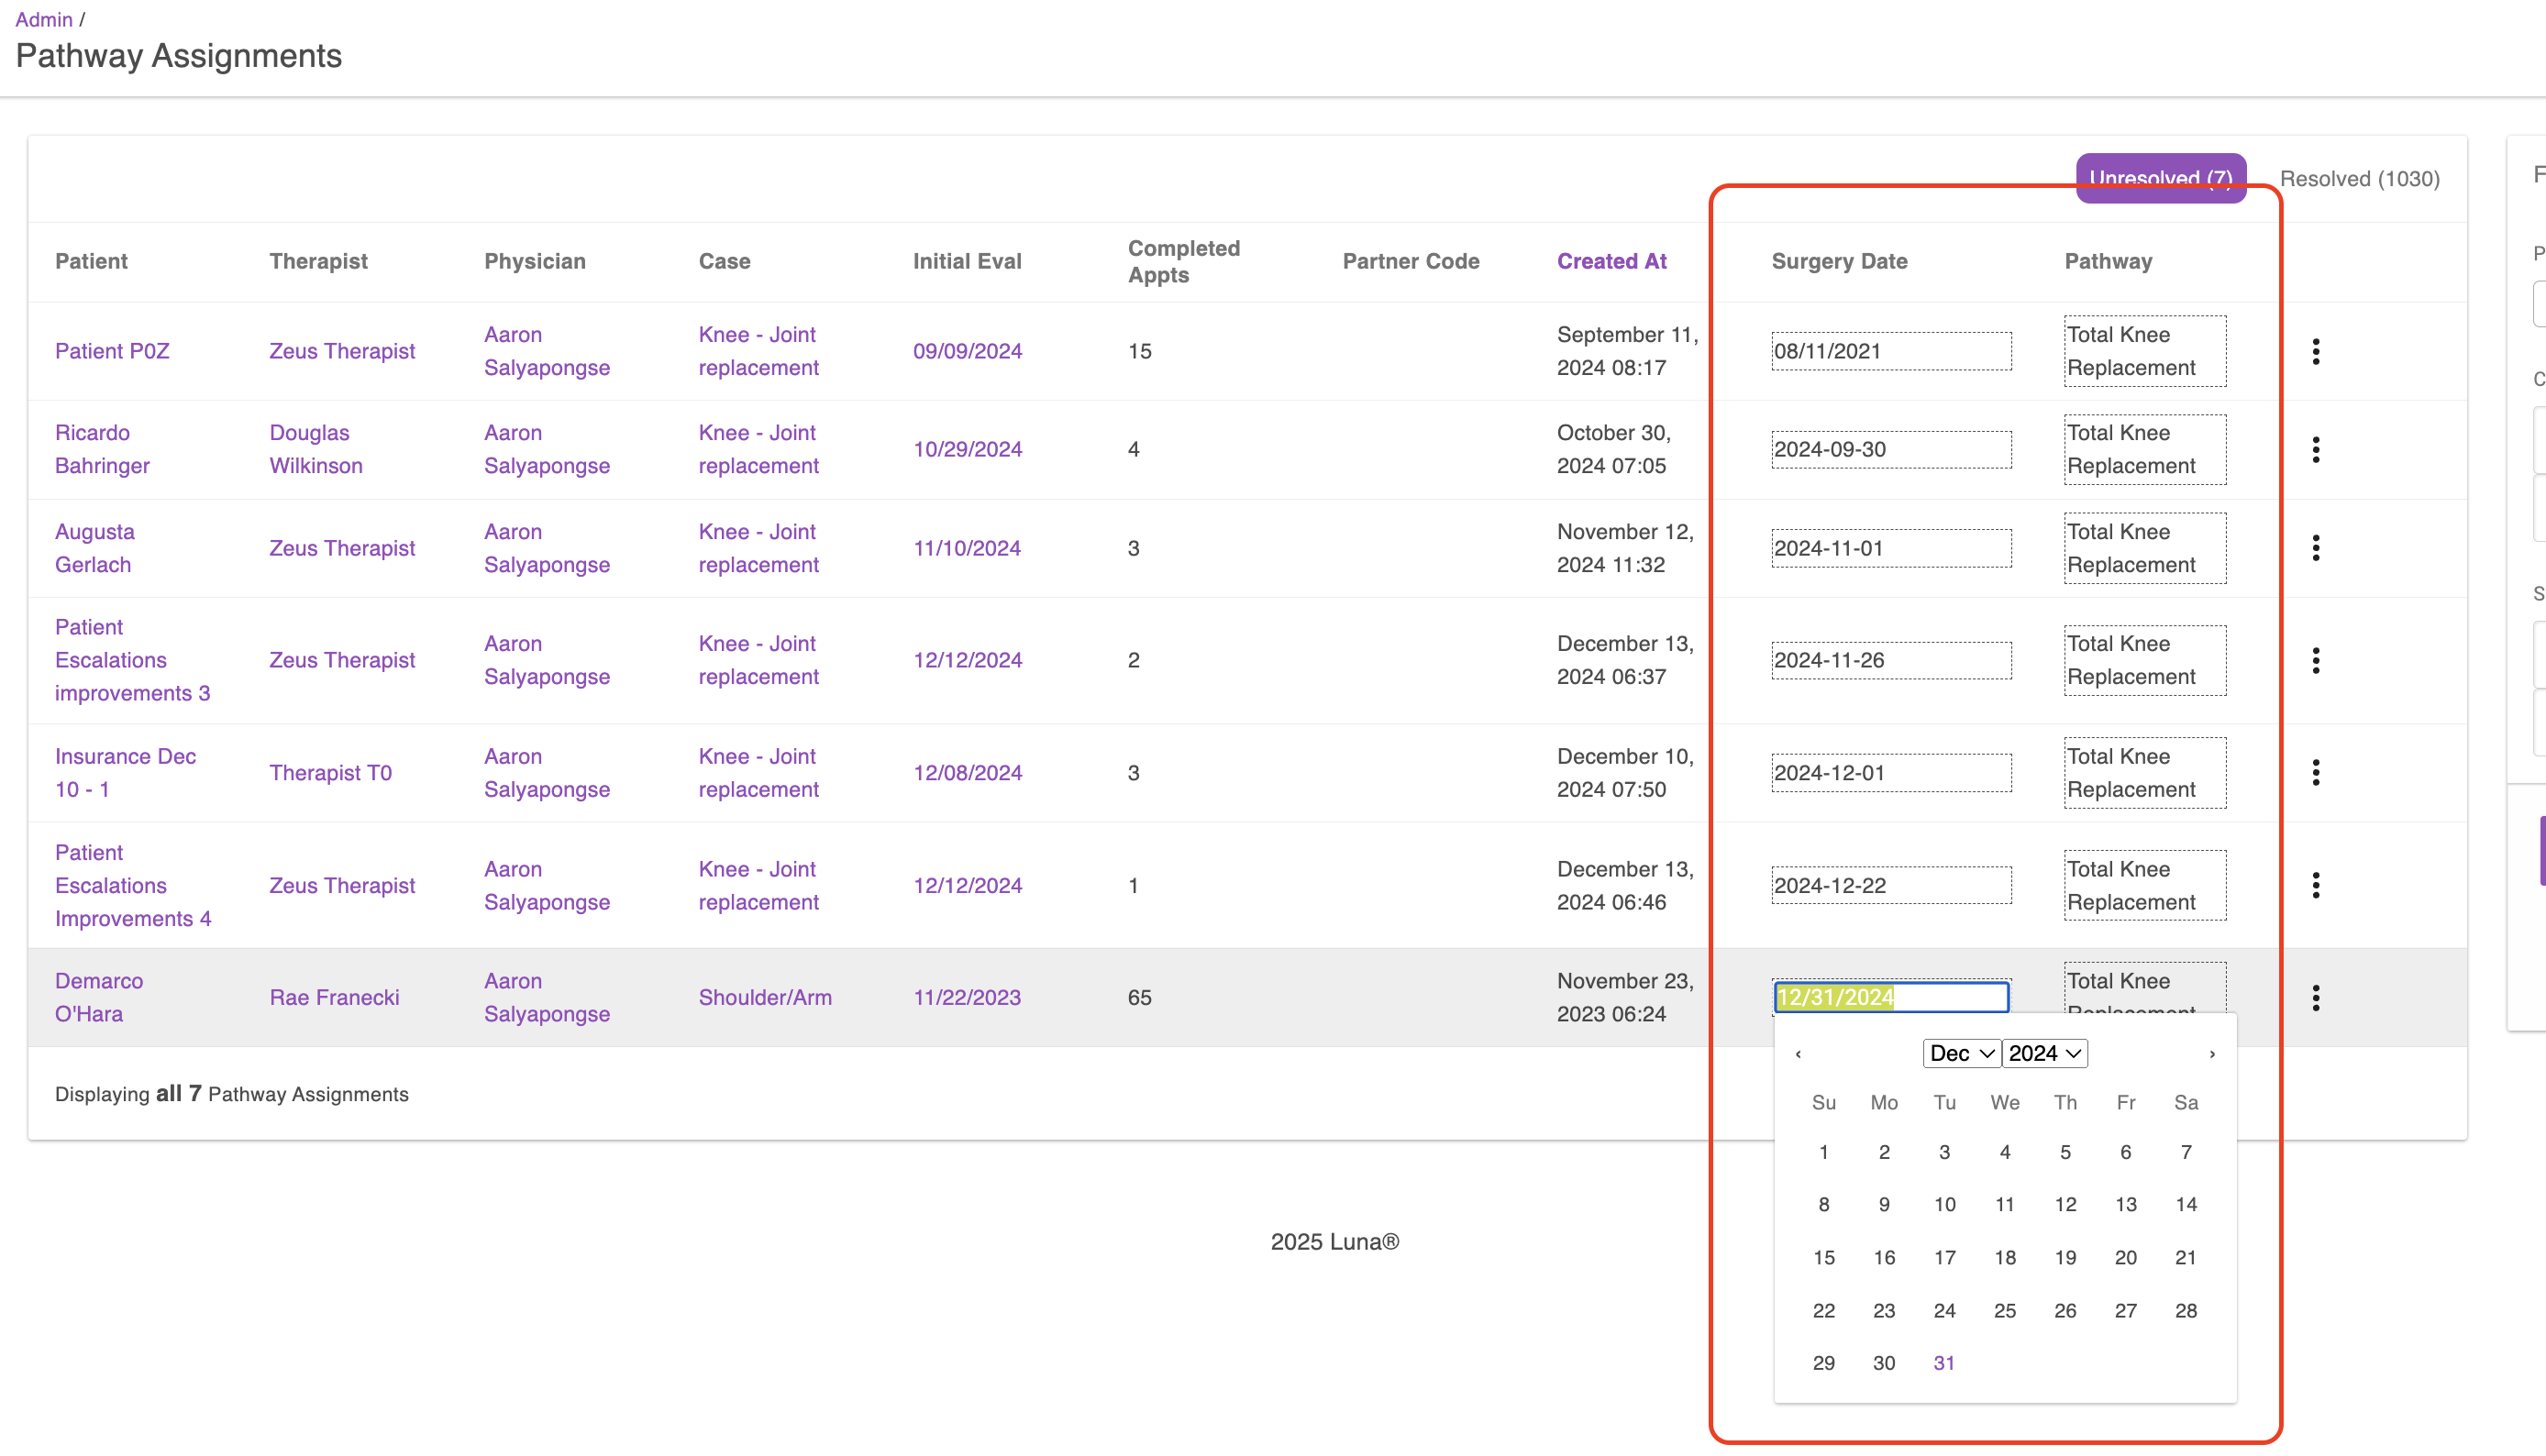 Admin /
Pathway Assignments
Unresolved (7)
Resolved (1030)
Patient
Therapist
Physician
Case
Initial Eval
Completed
Appts
Partner Code
Created At
Surgery Date
Pathway
Patient P0Z
Zeus Therapist
Aaron
Salyapongse
Knee - Joint
replacement
09/09/2024
15
September 11,
2024 08:17
08/11/2021
Total Knee
Replacement
Ricardo
Bahringer
Douglas
Wilkinson
Aaron
Salyapongse
Knee - Joint
replacement
10/29/2024
4
October 30,
2024 07:05
2024-09-30
Total Knee
Replacement
Augusta
Gerlach
Zeus Therapist
Aaron
Salyapongse
Knee - Joint
replacement
11/10/2024
3
November 12,
2024 11:32
2024-11-01
Total Knee
Replacement
Patient
Escalations
improvements 3
Zeus Therapist
Aaron
Salyapongse
Knee - Joint
replacement
12/12/2024
2
December 13,
2024 06:37
2024-11-26
Total Knee
Replacement
Insurance Dec
10 - 1
Therapist T0
Aaron
Salyapongse
Knee - Joint
replacement
12/08/2024
3
December 10,
2024 07:50
2024-12-01
Total Knee
Replacement
Patient
Escalations
Improvements 4
Zeus Therapist
Aaron
Salyapongse
Knee - Joint
replacement
12/12/2024
1
December 13,
2024 06:46
2024-12-22
Total Knee
Replacement
Demarco
O'Hara
Rae Franecki
Aaron
Salyapongse
Shoulder/Arm
11/22/2023
65
November 23,
2023 06:24
12/31/2024
Total Knee
Replacement
Displaying all 7 Pathway Assignments
‹ Dec 2024 ›
Su Mo Tu We Th Fr Sa
1 2 3 4 5 6 7
8 9 10 11 12 13 14
15 16 17 18 19 20 21
22 23 24 25 26 27 28
29 30 31
2025 Luna®